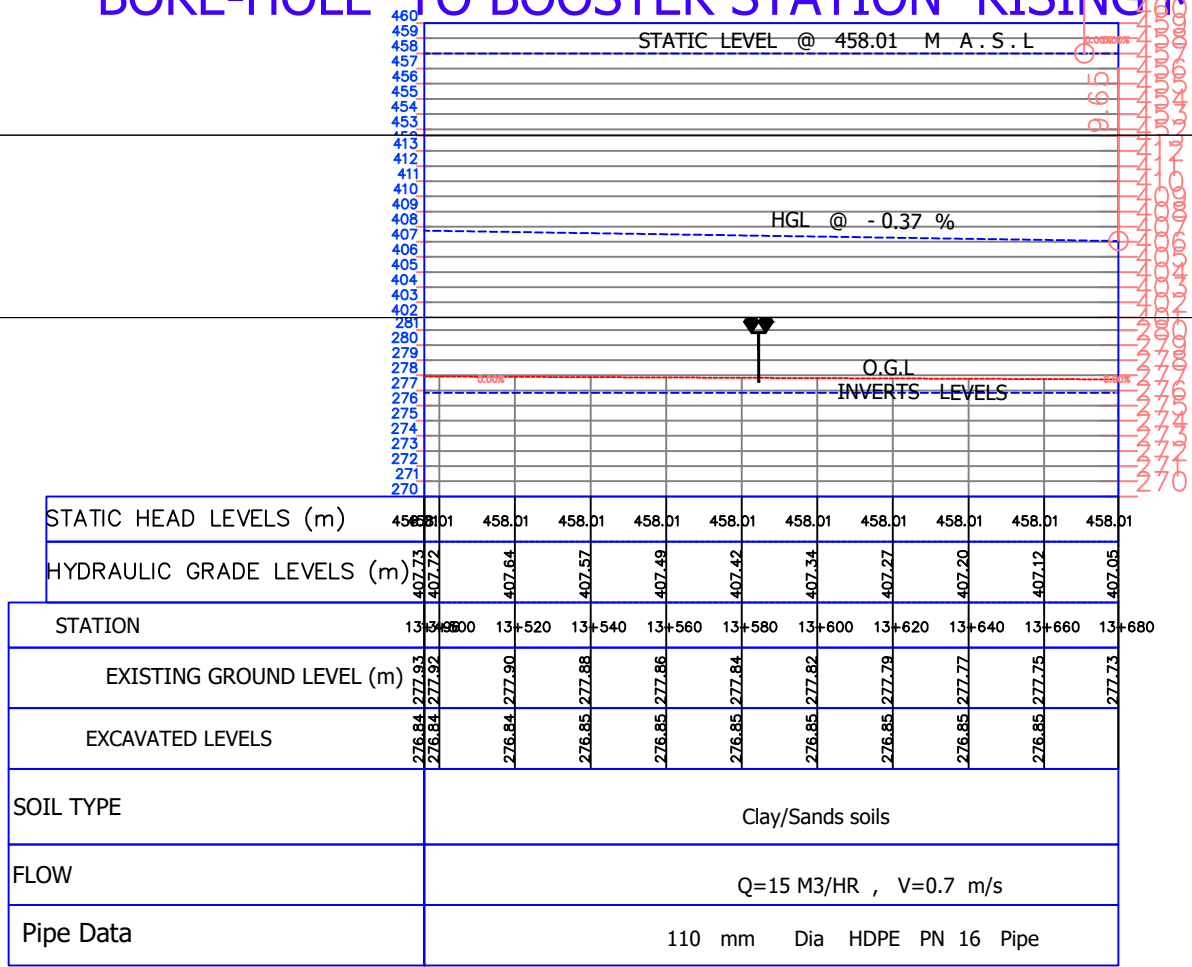 BORE-HOLE TO BOOSTER STATION RISING
460
459
458
457
456
455
454
453
413
412
411
410
409
408
407
406
405
404
403
402
281
280
279
278
277
276
275
274
273
272
271
270
STATIC LEVEL @ 458.01 M A.S.L
9.65
HGL @ -0.37 %
O.G.L
0.00%
INVERTS LEVELS
STATIC HEAD LEVELS (m) 458.01 458.01 458.01 458.01 458.01 458.01 458.01 458.01 458.01 458.01
HYDRAULIC GRADE LEVELS (m) 407.73 407.72 407.64 407.57 407.49 407.42 407.34 407.27 407.20 407.12 407.05
STATION 13+520 13+540 13+560 13+580 13+600 13+620 13+640 13+660 13+680
EXISTING GROUND LEVEL (m) 277.93 277.92 277.90 277.88 277.86 277.84 277.82 277.79 277.77 277.75 277.73
EXCAVATED LEVELS 276.84 276.84 276.84 276.85 276.85 276.85 276.85 276.85 276.85 276.85
SOIL TYPE Clay/Sands soils
FLOW Q=15 M3/HR , V=0.7 m/s
Pipe Data 110 mm Dia HDPE PN 16 Pipe